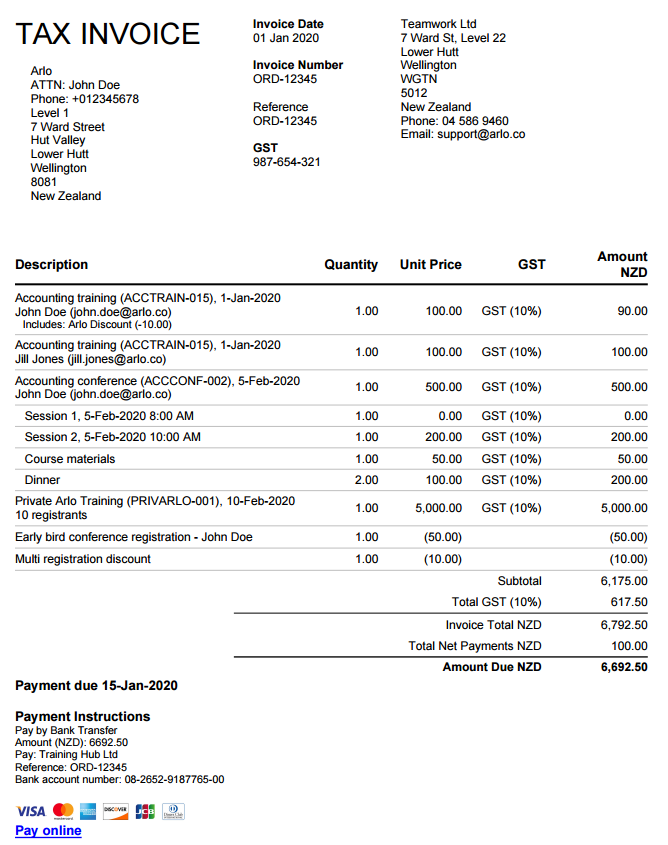 TAX INVOICE
Arlo
ATTN: John Doe
Phone: +012345678
Level 1
7 Ward Street
Hut Valley
Lower Hutt
Wellington
8081
New Zealand
Invoice Date
01 Jan 2020
Invoice Number
ORD-12345
Reference
ORD-12345
GST
987-654-321
Teamwork Ltd
7 Ward St, Level 22
Lower Hutt
Wellington
WGTN
5012
New Zealand
Phone: 04 586 9460
Email: support@arlo.co
Description Quantity Unit Price GST Amount NZD
Accounting training (ACCTRAIN-015), 1-Jan-2020
John Doe (john.doe@arlo.co) 1.00 100.00 GST (10%) 90.00
Includes: Arlo Discount (-10.00)
Accounting training (ACCTRAIN-015), 1-Jan-2020
Jill Jones (jill.jones@arlo.co) 1.00 100.00 GST (10%) 100.00
Accounting conference (ACCCONF-002), 5-Feb-2020
John Doe (john.doe@arlo.co) 1.00 500.00 GST (10%) 500.00
Session 1, 5-Feb-2020 8:00 AM 1.00 0.00 GST (10%) 0.00
Session 2, 5-Feb-2020 10:00 AM 1.00 200.00 GST (10%) 200.00
Course materials 1.00 50.00 GST (10%) 50.00
Dinner 2.00 100.00 GST (10%) 200.00
Private Arlo Training (PRIVARLO-001), 10-Feb-2020
10 registrants 1.00 5,000.00 GST (10%) 5,000.00
Early bird conference registration - John Doe 1.00 (50.00) (50.00)
Multi registration discount 1.00 (10.00) (10.00)
Subtotal 6,175.00
Total GST (10%) 617.50
Invoice Total NZD 6,792.50
Total Net Payments NZD 100.00
Amount Due NZD 6,692.50
Payment due 15-Jan-2020
Payment Instructions
Pay by Bank Transfer
Amount (NZD): 6692.50
Pay: Training Hub Ltd
Reference: ORD-12345
Bank account number: 08-2652-9187765-00
VISA mastercard DISCOVER JCB
Pay online